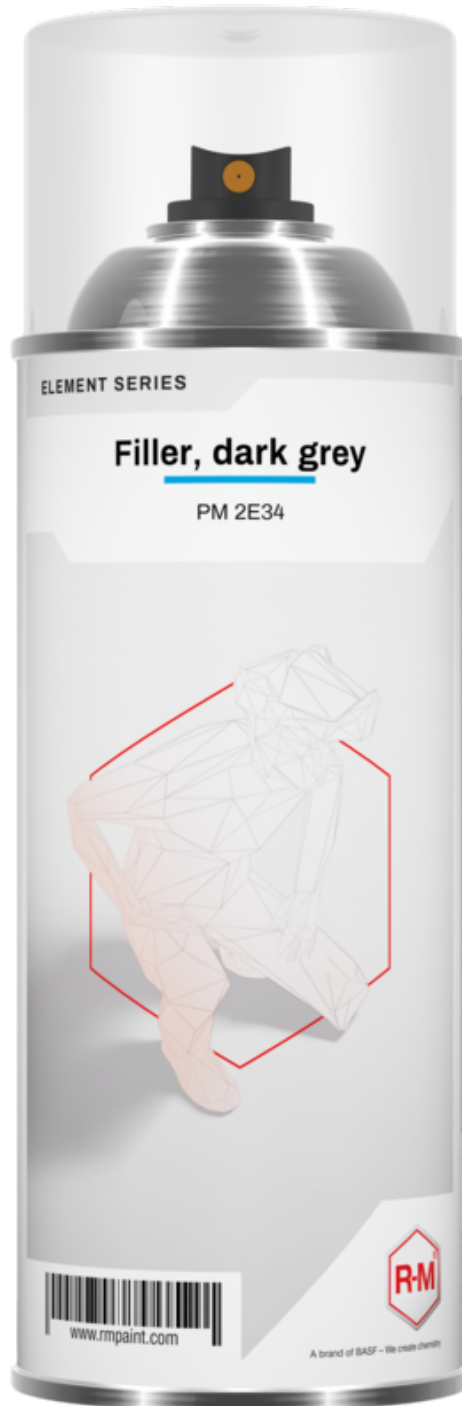 ELEMENT SERIES
Filler, dark grey
PM 2E34
www.rmpaint.com
R-M®
A brand of BASF – We create chemistry